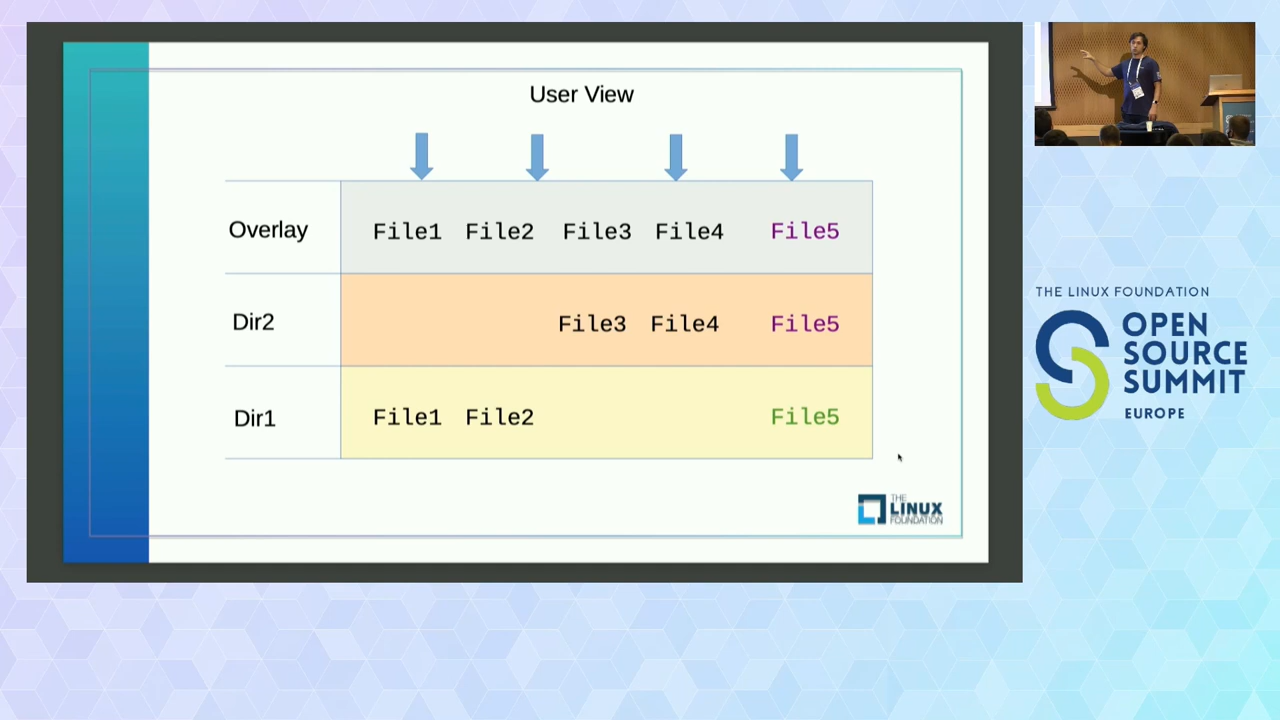 User View
Overlay File1 File2 File3 File4 File5
Dir2 File3 File4 File5
Dir1 File1 File2 File5
THE
LINUX
FOUNDATION
THE LINUX FOUNDATION
OPEN
SOURCE
SUMMIT
EUROPE